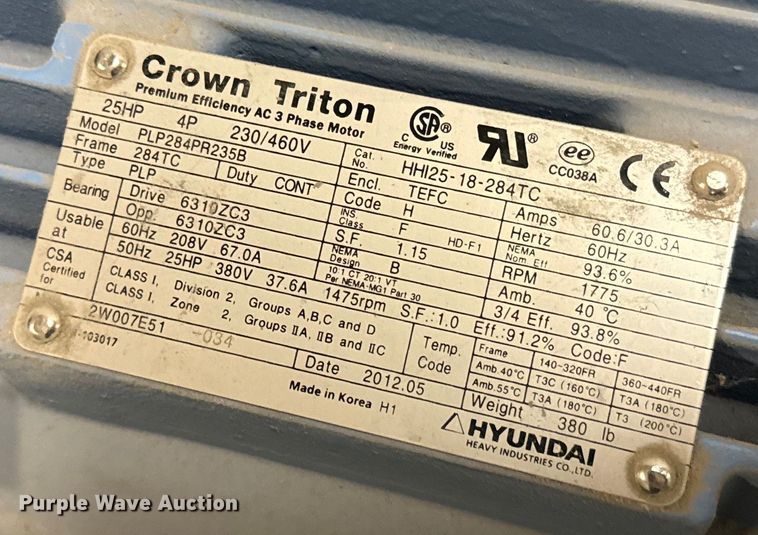 Crown Triton
Premium Efficiency AC 3 Phase Motor
C US
Energy Verified
ee
CC038A
CE
25HP 4P 230/460V
Cat. No. HHI25-18-284TC
Model PLP284PR235B
Encl. TEFC
Amps 60.6/30.3A
Frame 284TC
Duty CONT
Code H
Hertz 60Hz
Type PLP
INS. Class F HD-F1
NEMA Nom. Eff 93.6%
Bearing Drive 6310ZC3
S.F. 1.15
RPM 1775
Opp. 6310ZC3
NEMA Design B
Amb. 40 ℃
Usable at 60Hz 208V 67.0A
10:1 CT 20:1 VT
Per NEMA-MG1 Part 30
3/4 Eff. 93.8%
50Hz 25HP 380V 37.6A 1475rpm S.F.:1.0 Eff.:91.2% Code:F
CSA Certified for
CLASS I, Division 2, Groups A,B,C and D
CLASS I, Zone 2, Groups IIA, IIB and IIC
Temp. Code
Frame 140-320FR 360-440FR
Amb.40℃ T3C (160℃) T3A (180℃)
Amb.55℃ T3A (180℃) T3 (200℃)
2W007E51 -034
Date 2012.05
Weight 380 lb
-103017
Made in Korea H1
HYUNDAI
HEAVY INDUSTRIES CO.,LTD.
Purple Wave Auction